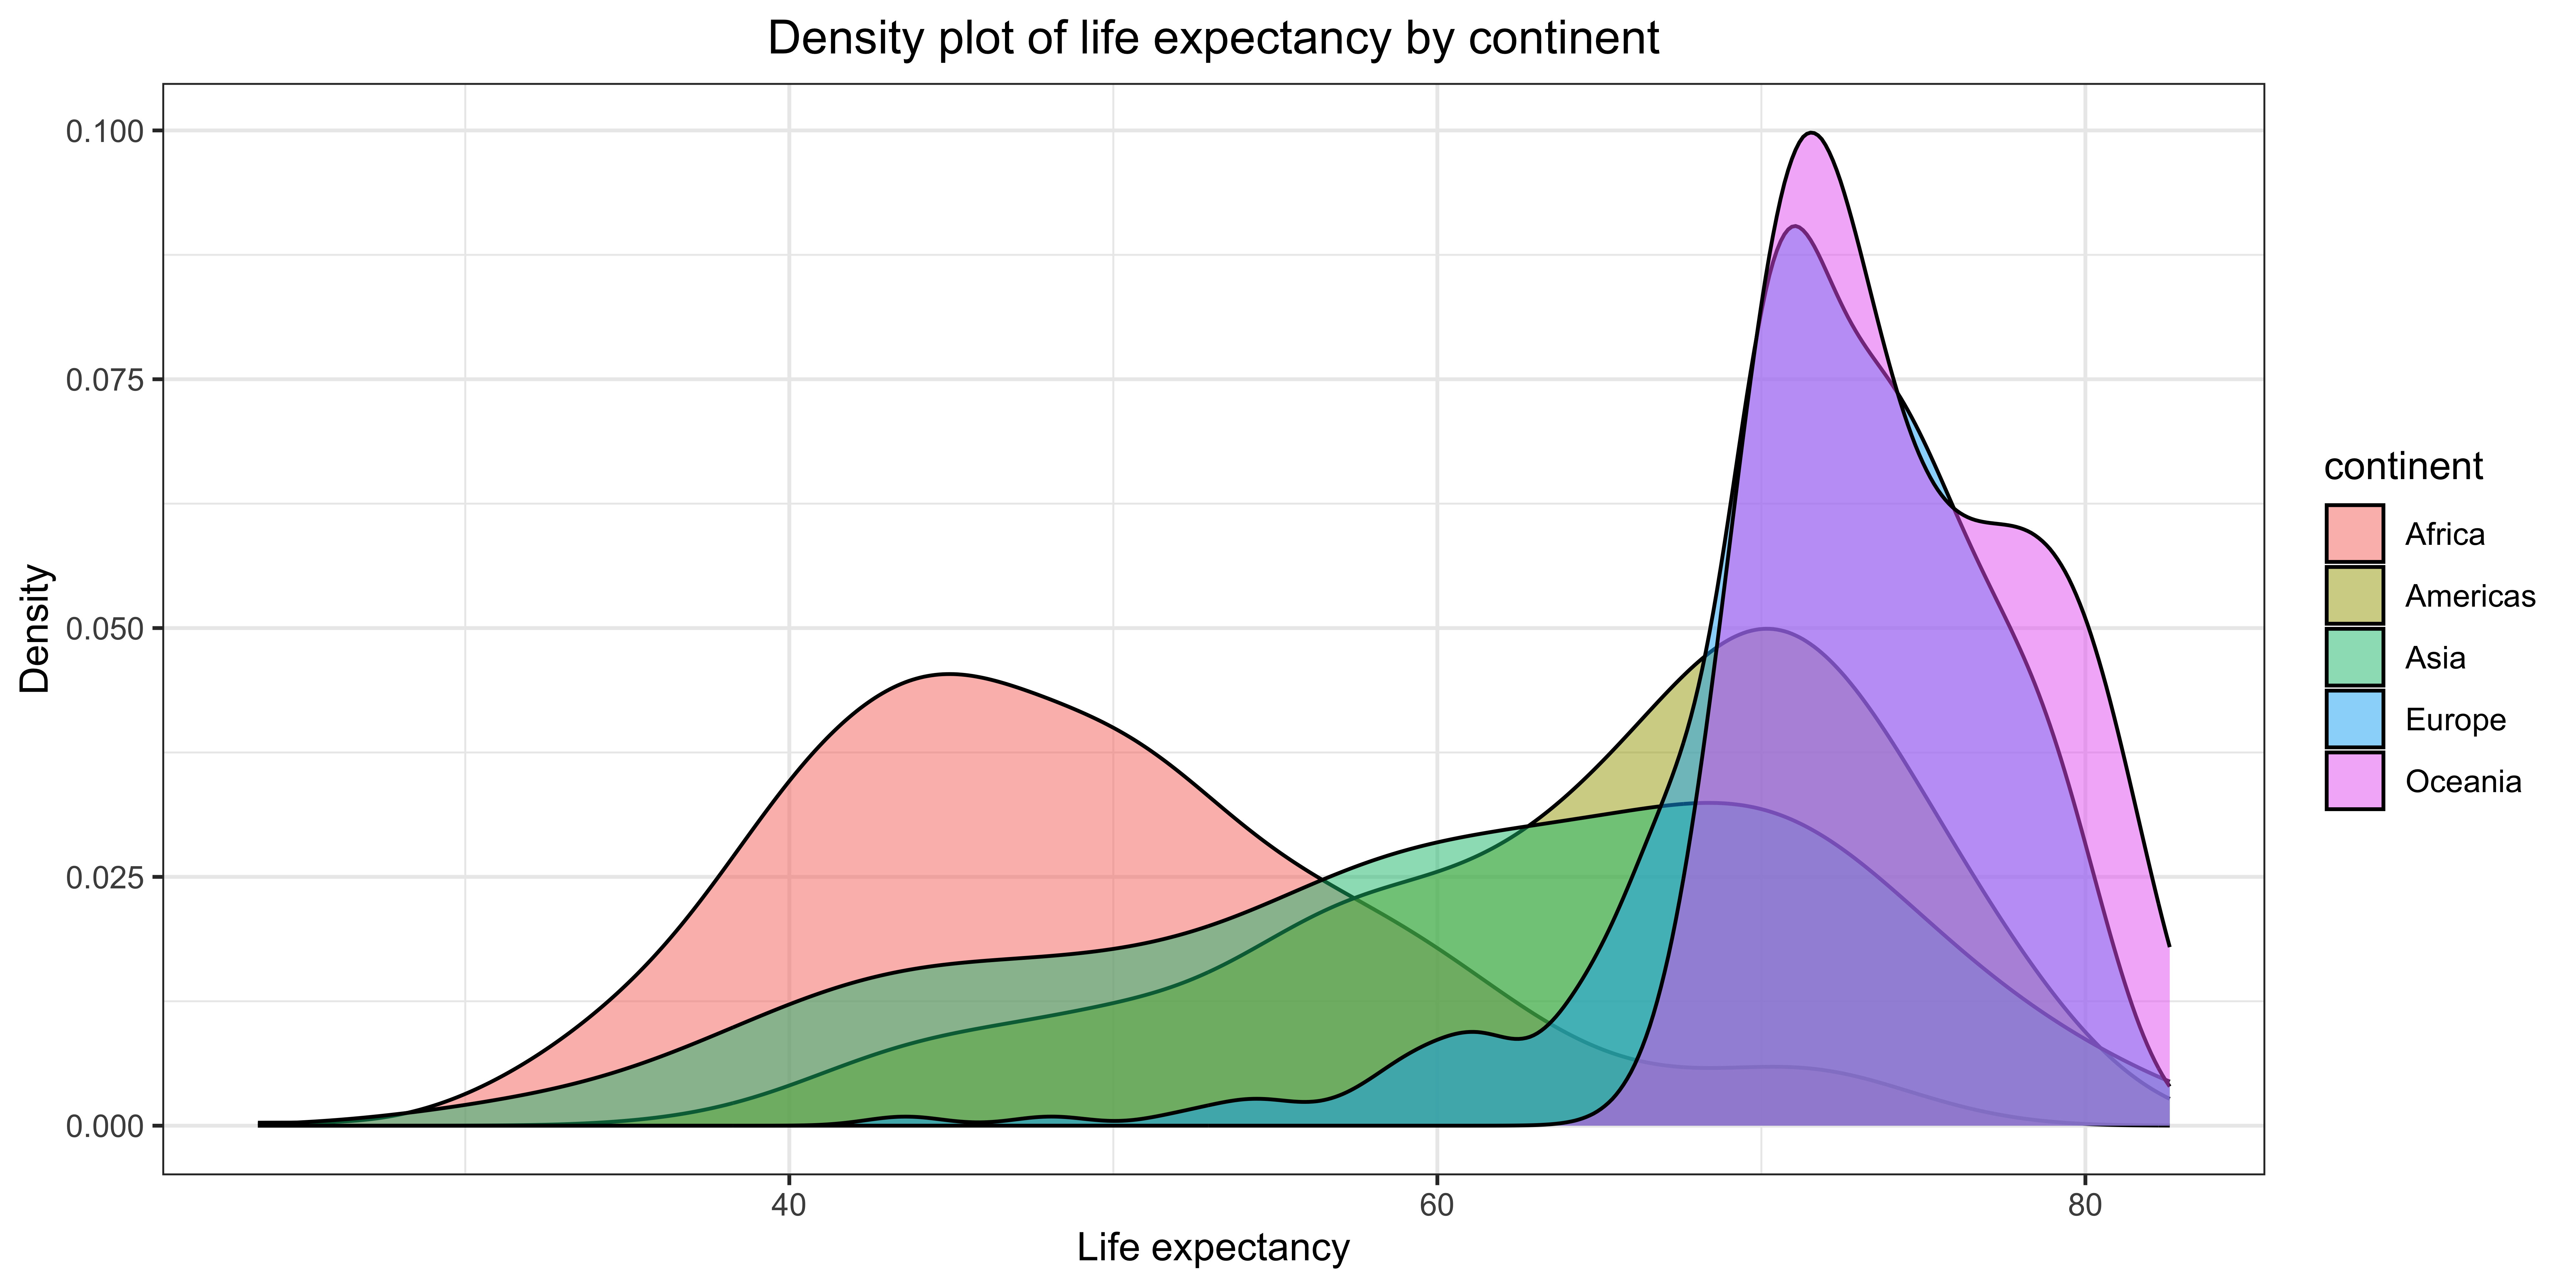 Density plot of life expectancy by continent
0.100
0.075
0.050
0.025
0.000
Density
40 60 80
Life expectancy
continent
Africa
Americas
Asia
Europe
Oceania